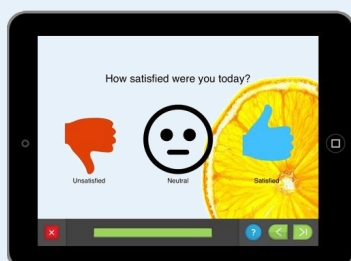 How satisfied were you today?
Unsatisfied
Neutral
Satisfied
?